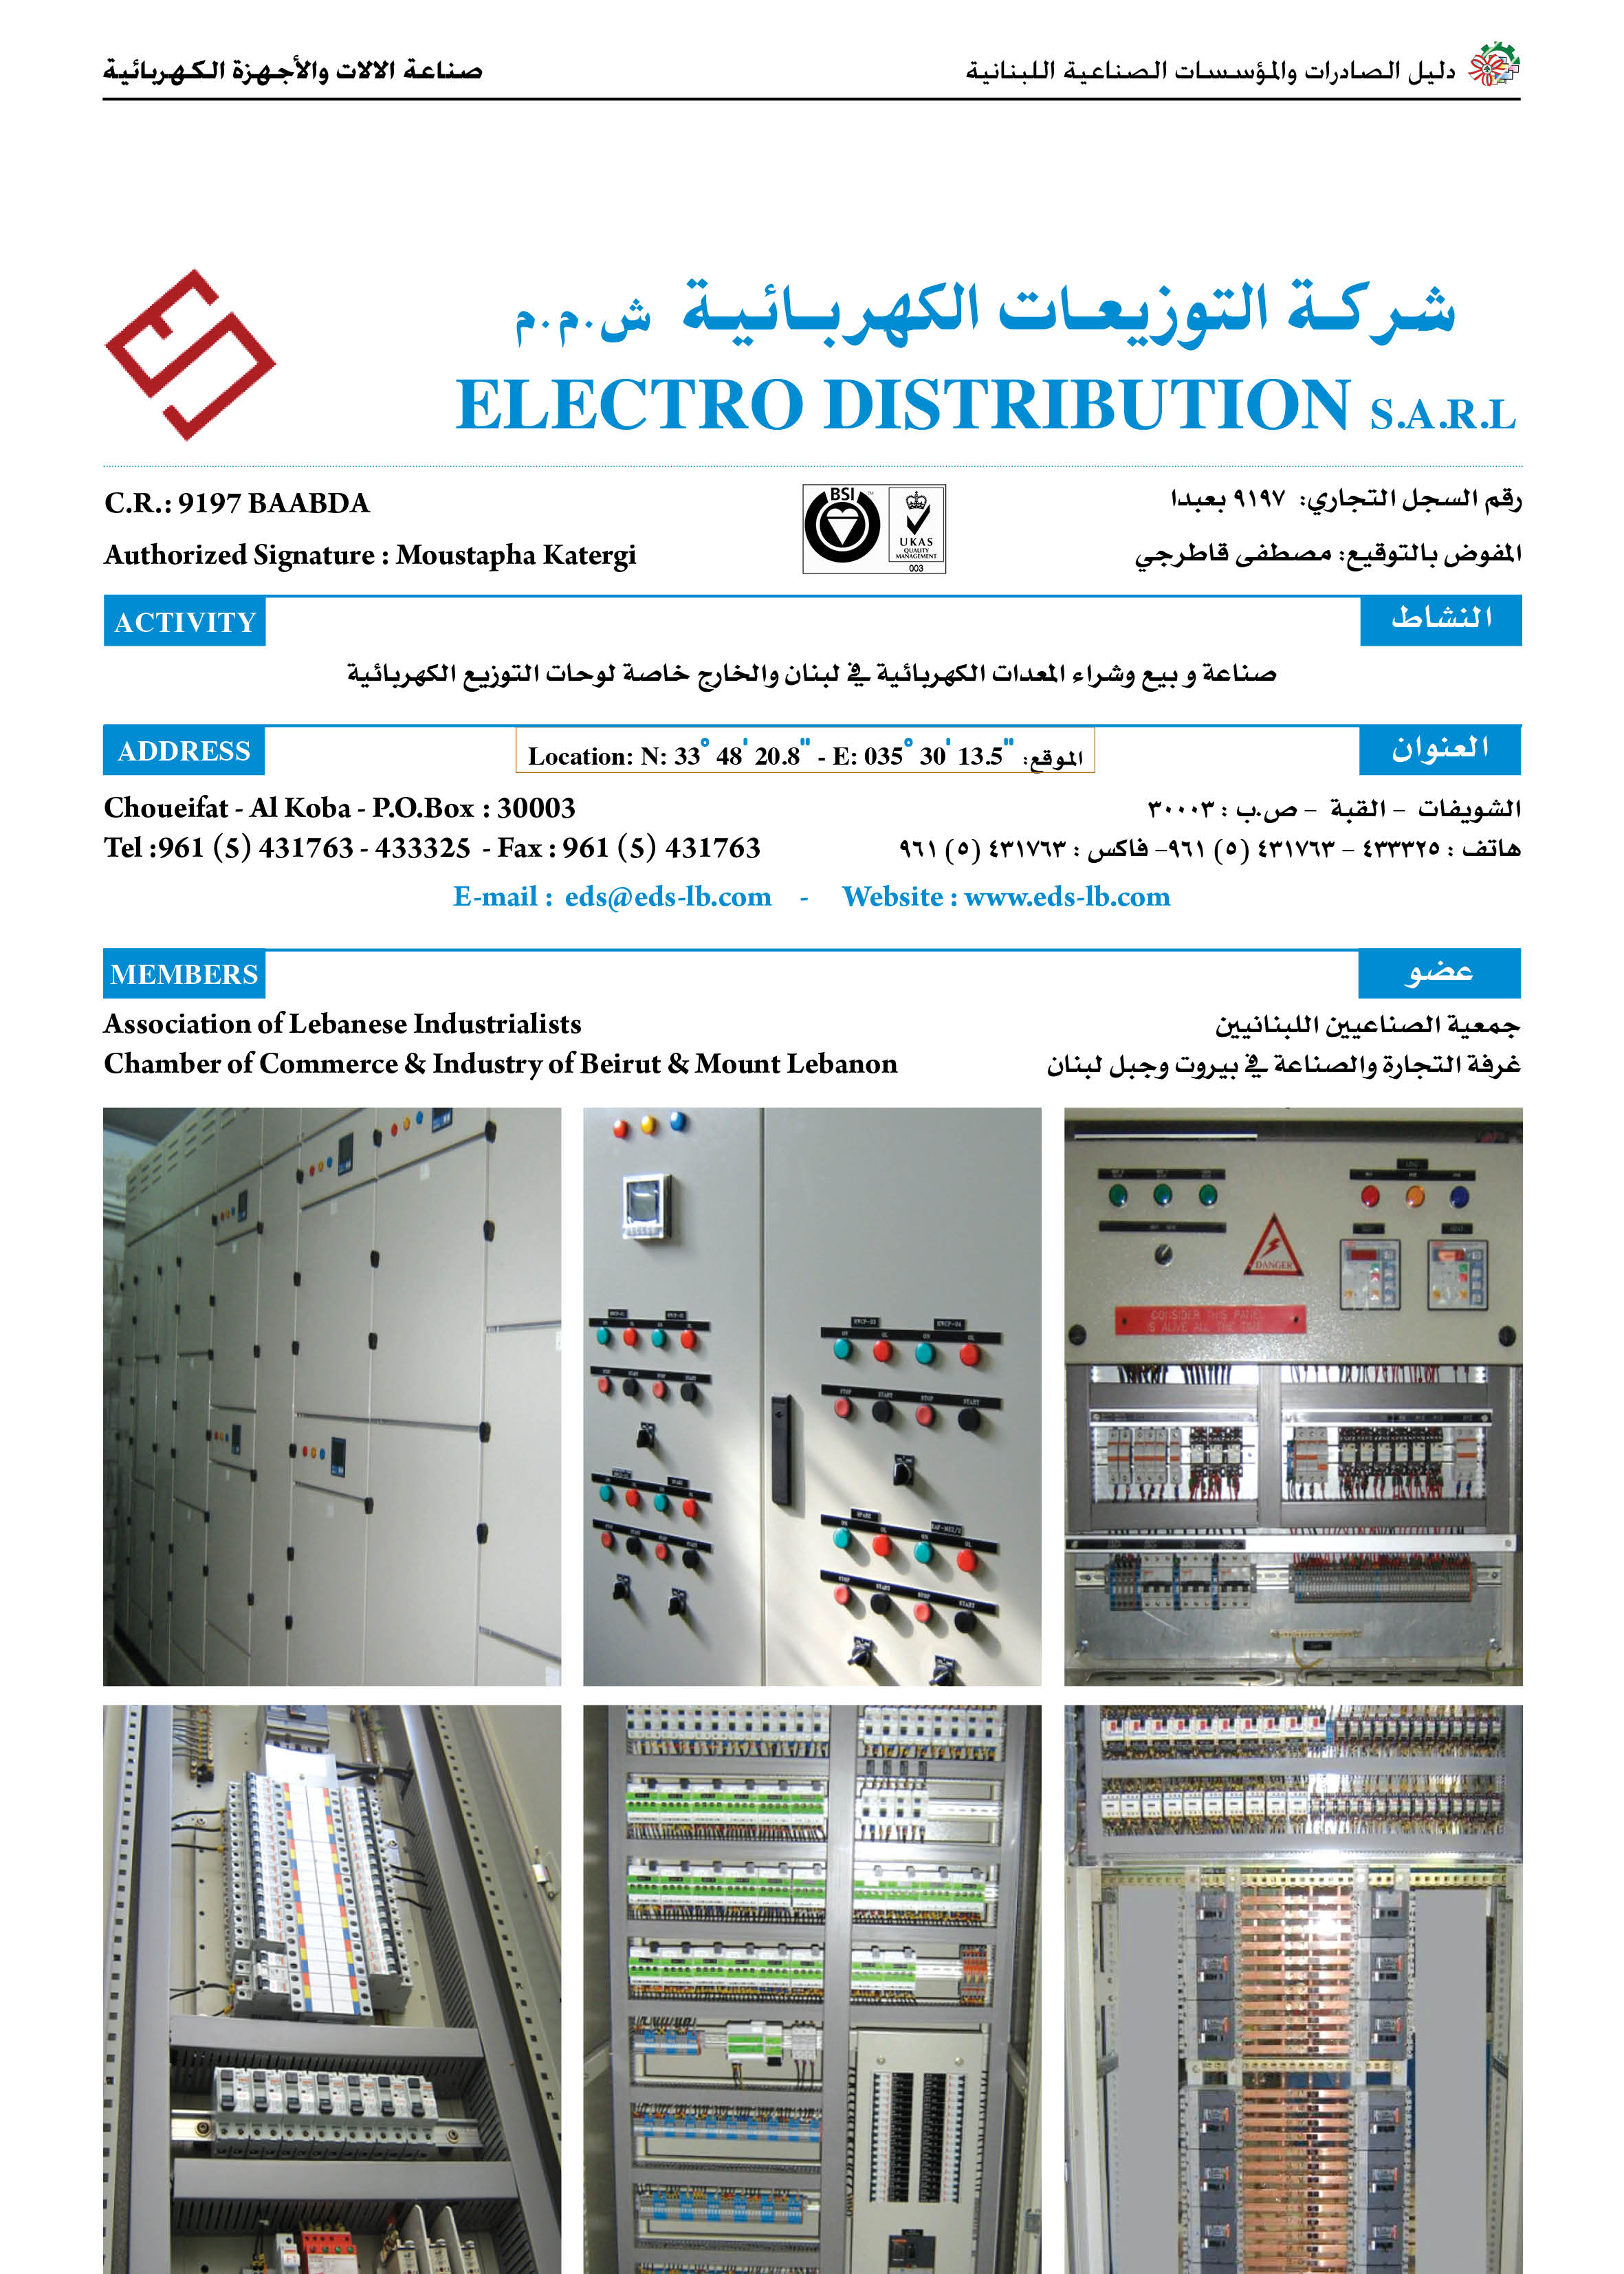 دليل الصادرات والمؤسسات الصناعية اللبنانية
صناعة الالات والأجهزة الكهربائية
شركة التوزيعات الكهربائية ش.م.م
ELECTRO DISTRIBUTION S.A.R.L
C.R.: 9197 BAABDA
رقم السجل التجاري: ٩١٩٧ بعبدا
Authorized Signature : Moustapha Katergi
المفوض بالتوقيع: مصطفى قاطرجي
BSI
UKAS
QUALITY
MANAGEMENT
003
ACTIVITY
النشاط
صناعة و بيع وشراء المعدات الكهربائية في لبنان والخارج خاصة لوحات التوزيع الكهربائية
ADDRESS
Location: N: 33° 48' 20.8" - E: 035° 30' 13.5" الموقع:
العنوان
Choueifat - Al Koba - P.O.Box : 30003
الشويفات - القبة - ص.ب : ٣٠٠٠٣
Tel :961 (5) 431763 - 433325 - Fax : 961 (5) 431763
هاتف : ٤٣٣٣٢٥ - ٤٣١٧٦٣ (٥) ٩٦١- فاكس : ٤٣١٧٦٣ (٥) ٩٦١
E-mail : eds@eds-lb.com - Website : www.eds-lb.com
MEMBERS
عضو
Association of Lebanese Industrialists
جمعية الصناعيين اللبنانيين
Chamber of Commerce & Industry of Beirut & Mount Lebanon
غرفة التجارة والصناعة في بيروت وجبل لبنان
DANGER
CONSIDER THIS PANEL
IS ALIVE ALL THE TIME